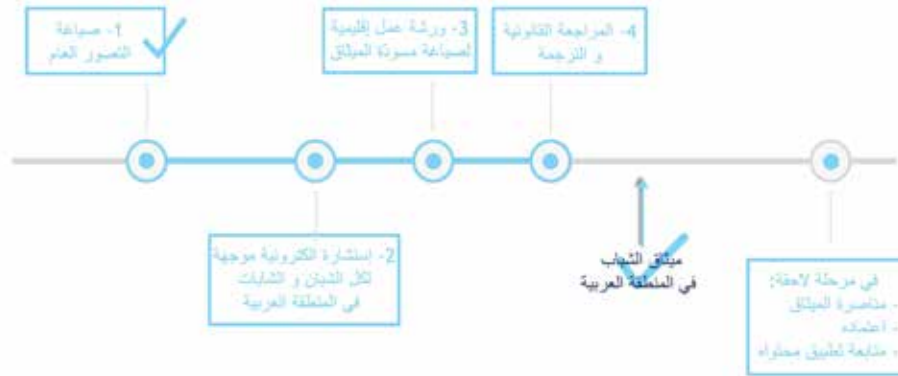 1- صياغة
التصور العام
2- إستشارة الكترونية موجهة
لكل الشبان و الشابات
في المنطقة العربية
3- ورشة عمل إقليمية
لصياغة مسودة الميثاق
4- المراجعة القانونية
و الترجمة
ميثاق الشباب
في المنطقة العربية
في مرحلة لاحقة:
- مناصرة الميثاق
- اعتماده
- متابعة تطبيق محتواه